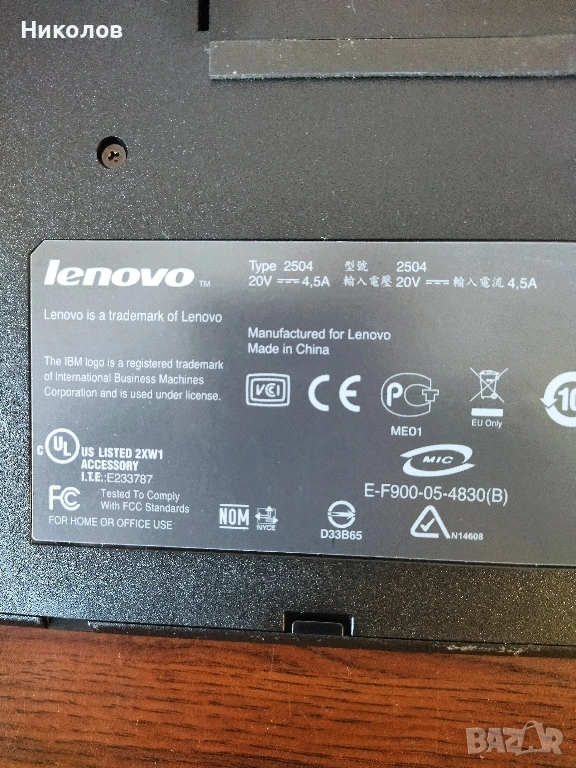 Николов
lenovo™
Type 2504 型號 2504
20V ⎓ 4,5A 輸入電壓 20V ⎓ 輸入電流 4,5A
Lenovo is a trademark of Lenovo
Manufactured for Lenovo
Made in China
The IBM logo is a registered trademark
of International Business Machines
Corporation and is used under license.
VCI CE PCT 10
ME01
EU Only
c UL US LISTED 2XW1
ACCESSORY
I.T.E.:E233787
MIC
E-F900-05-4830(B)
FC Tested To Comply
With FCC Standards
FOR HOME OR OFFICE USE
NOM NYCE
D33B65
N14608
BAZAR